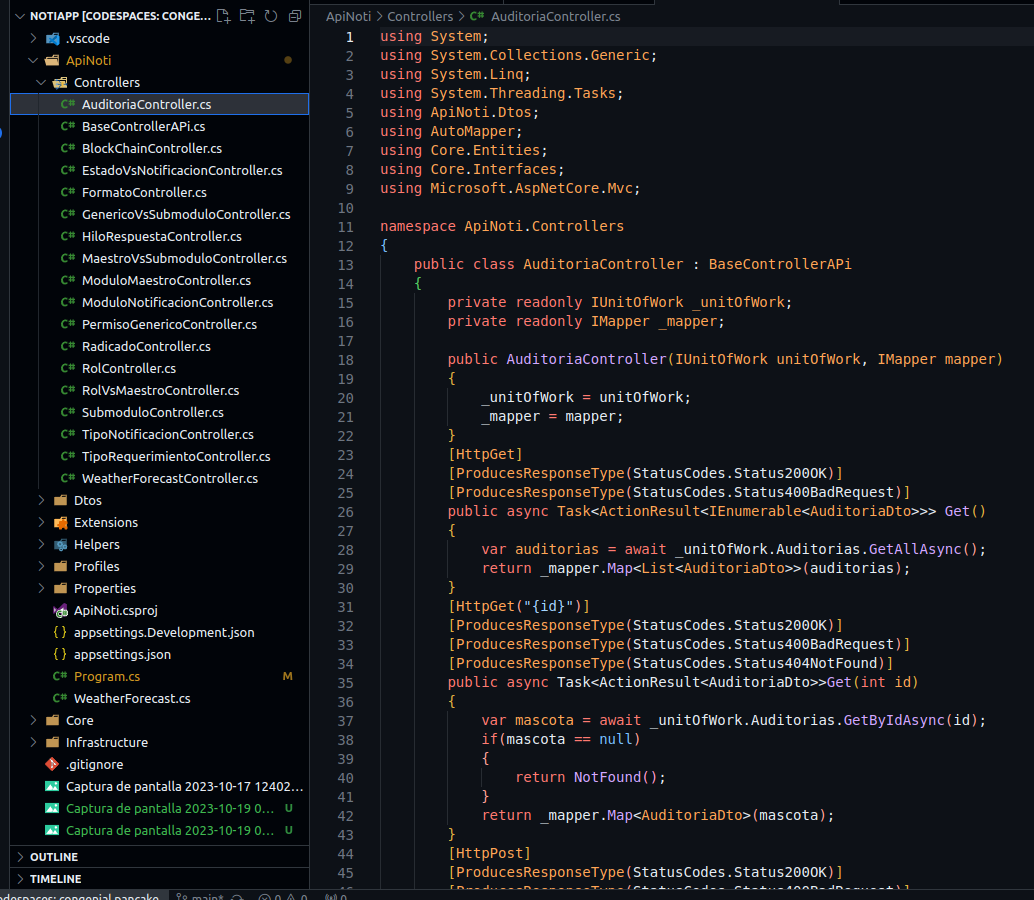 NOTIAPP [CODESPACES: CONGE...
.vscode
ApiNoti
Controllers
C# AuditoriaController.cs
C# BaseControllerAPi.cs
C# BlockChainController.cs
C# EstadoVsNotificacionController.cs
C# FormatoController.cs
C# GenericoVsSubmoduloController.cs
C# HiloRespuestaController.cs
C# MaestroVsSubmoduloController.cs
C# ModuloMaestroController.cs
C# ModuloNotificacionController.cs
C# PermisoGenericoController.cs
C# RadicadoController.cs
C# RolController.cs
C# RolVsMaestroController.cs
C# SubmoduloController.cs
C# TipoNotificacionController.cs
C# TipoRequerimientoController.cs
C# WeatherForecastController.cs
Dtos
Extensions
Helpers
Profiles
Properties
ApiNoti.csproj
{ } appsettings.Development.json
{ } appsettings.json
C# Program.cs M
C# WeatherForecast.cs
Core
Infrastructure
.gitignore
Captura de pantalla 2023-10-17 12402...
Captura de pantalla 2023-10-19 0... U
Captura de pantalla 2023-10-19 0... U
OUTLINE
TIMELINE
ApiNoti > Controllers > C# AuditoriaController.cs
1 using System;
2 using System.Collections.Generic;
3 using System.Linq;
4 using System.Threading.Tasks;
5 using ApiNoti.Dtos;
6 using AutoMapper;
7 using Core.Entities;
8 using Core.Interfaces;
9 using Microsoft.AspNetCore.Mvc;
10
11 namespace ApiNoti.Controllers
12 {
13 public class AuditoriaController : BaseControllerAPi
14 {
15 private readonly IUnitOfWork _unitOfWork;
16 private readonly IMapper _mapper;
17
18 public AuditoriaController(IUnitOfWork unitOfWork, IMapper mapper)
19 {
20 _unitOfWork = unitOfWork;
21 _mapper = mapper;
22 }
23 [HttpGet]
24 [ProducesResponseType(StatusCodes.Status200OK)]
25 [ProducesResponseType(StatusCodes.Status400BadRequest)]
26 public async Task<ActionResult<IEnumerable<AuditoriaDto>>> Get()
27 {
28 var auditorias = await _unitOfWork.Auditorias.GetAllAsync();
29 return _mapper.Map<List<AuditoriaDto>>(auditorias);
30 }
31 [HttpGet("{id}")]
32 [ProducesResponseType(StatusCodes.Status200OK)]
33 [ProducesResponseType(StatusCodes.Status400BadRequest)]
34 [ProducesResponseType(StatusCodes.Status404NotFound)]
35 public async Task<ActionResult<AuditoriaDto>>Get(int id)
36 {
37 var mascota = await _unitOfWork.Auditorias.GetByIdAsync(id);
38 if(mascota == null)
39 {
40 return NotFound();
41 }
42 return _mapper.Map<AuditoriaDto>(mascota);
43 }
44 [HttpPost]
45 [ProducesResponseType(StatusCodes.Status200OK)]
46 [ProducesResponseType(StatusCodes.Status400BadRequest)]
odespaces: congenial pancake main* 0 0 0